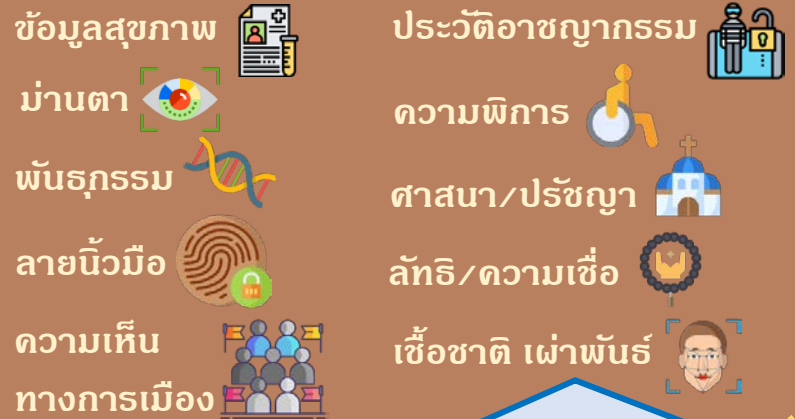 ข้อมูลสุขภาพ
ม่านตา
พันธุกรรม
ลายนิ้วมือ
ความเห็น
ทางการเมือง
ประวัติอาชญากรรม
ความพิการ
ศาสนา/ปรัชญา
ลัทธิ/ความเชื่อ
เชื้อชาติ เผ่าพันธ์